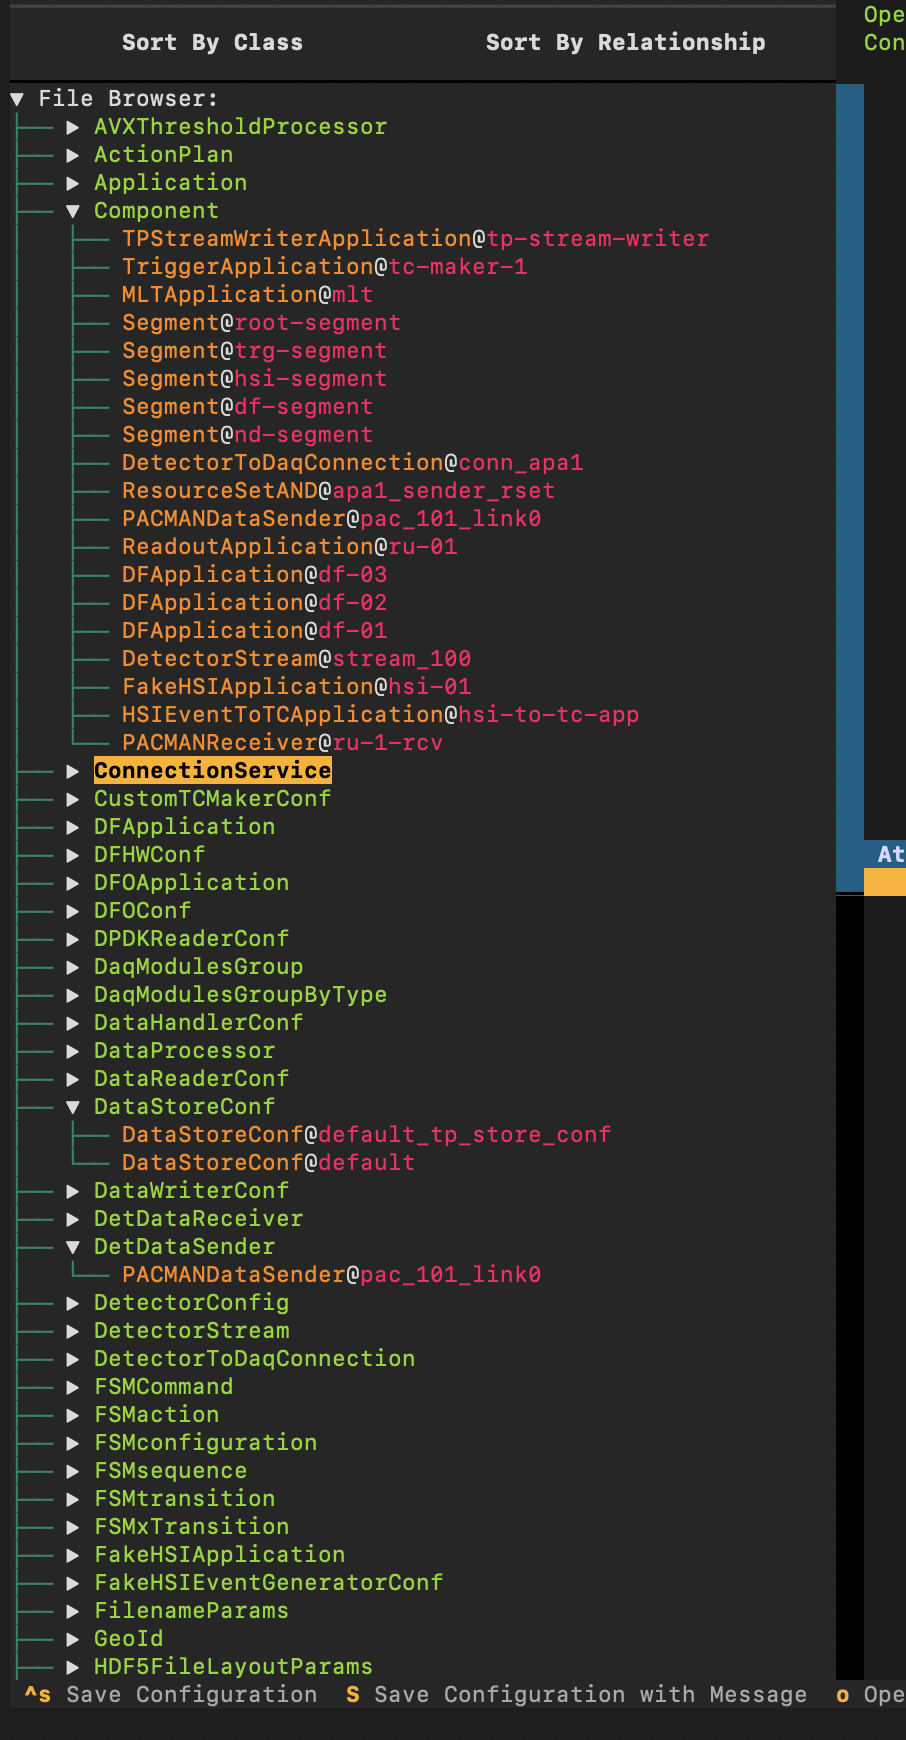 Sort By Class Sort By Relationship
Ope
Con
▼ File Browser:
▶ AVXThresholdProcessor
▶ ActionPlan
▶ Application
▼ Component
TPStreamWriterApplication@tp-stream-writer
TriggerApplication@tc-maker-1
MLTApplication@mlt
Segment@root-segment
Segment@trg-segment
Segment@hsi-segment
Segment@df-segment
Segment@nd-segment
DetectorToDaqConnection@conn_apa1
ResourceSetAND@apa1_sender_rset
PACMANDataSender@pac_101_link0
ReadoutApplication@ru-01
DFApplication@df-03
DFApplication@df-02
DFApplication@df-01
DetectorStream@stream_100
FakeHSIApplication@hsi-01
HSIEventToTCApplication@hsi-to-tc-app
PACMANReceiver@ru-1-rcv
▶ ConnectionService
▶ CustomTCMakerConf
▶ DFApplication
▶ DFHWConf
At
▶ DFOApplication
▶ DFOConf
▶ DPDKReaderConf
▶ DaqModulesGroup
▶ DaqModulesGroupByType
▶ DataHandlerConf
▶ DataProcessor
▶ DataReaderConf
▼ DataStoreConf
DataStoreConf@default_tp_store_conf
DataStoreConf@default
▶ DataWriterConf
▶ DetDataReceiver
▼ DetDataSender
PACMANDataSender@pac_101_link0
▶ DetectorConfig
▶ DetectorStream
▶ DetectorToDaqConnection
▶ FSMCommand
▶ FSMaction
▶ FSMconfiguration
▶ FSMsequence
▶ FSMtransition
▶ FSMxTransition
▶ FakeHSIApplication
▶ FakeHSIEventGeneratorConf
▶ FilenameParams
▶ GeoId
▶ HDF5FileLayoutParams
^s Save Configuration S Save Configuration with Message o Ope